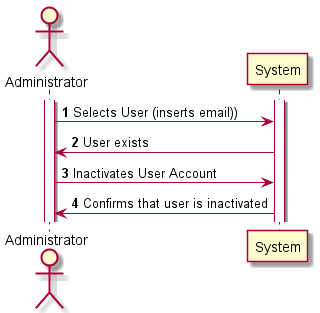 Administrator
System
1 Selects User (inserts email))
2 User exists
3 Inactivates User Account
4 Confirms that user is inactivated
Administrator
System